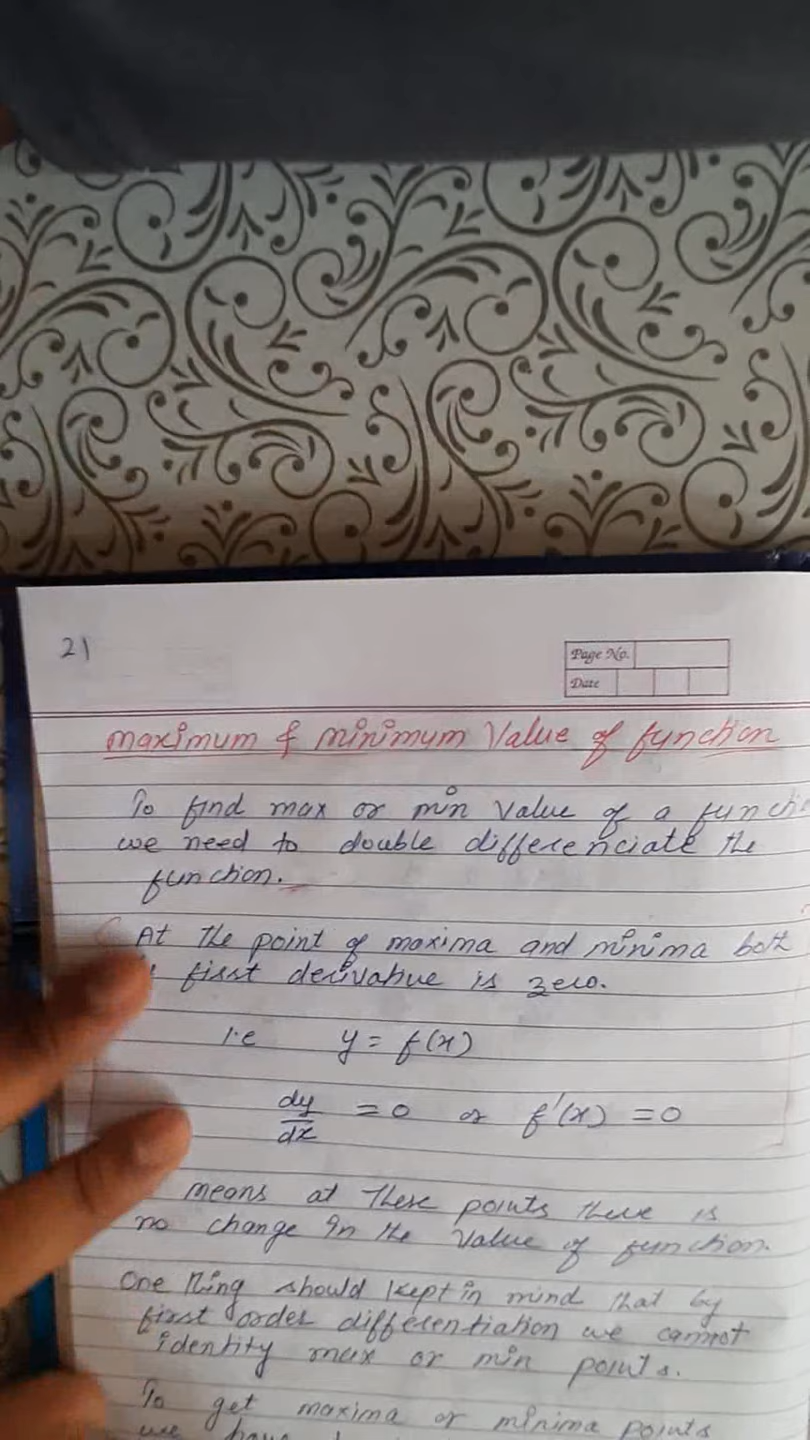 21
Page No.
Date
Maximum & minimum Value of function
To find max or min value of a functi
we need to double differenciate the
function.
At the point of maxima and minima both
first derivative is zero.
i.e y = f(x)
dy/dx = 0 or f'(x) = 0
means at these points there is
no change in the value of function.
One thing should kept in mind that by
first order differentiation we cannot
identity max or min points.
To get maxima or minima points
we have